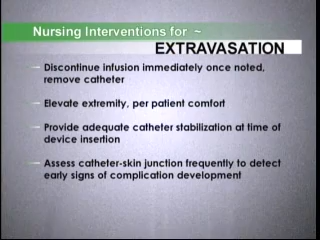 Nursing Interventions for ~
EXTRAVASATION
Discontinue infusion immediately once noted,
remove catheter
Elevate extremity, per patient comfort
Provide adequate catheter stabilization at time of
device insertion
Assess catheter-skin junction frequently to detect
early signs of complication development